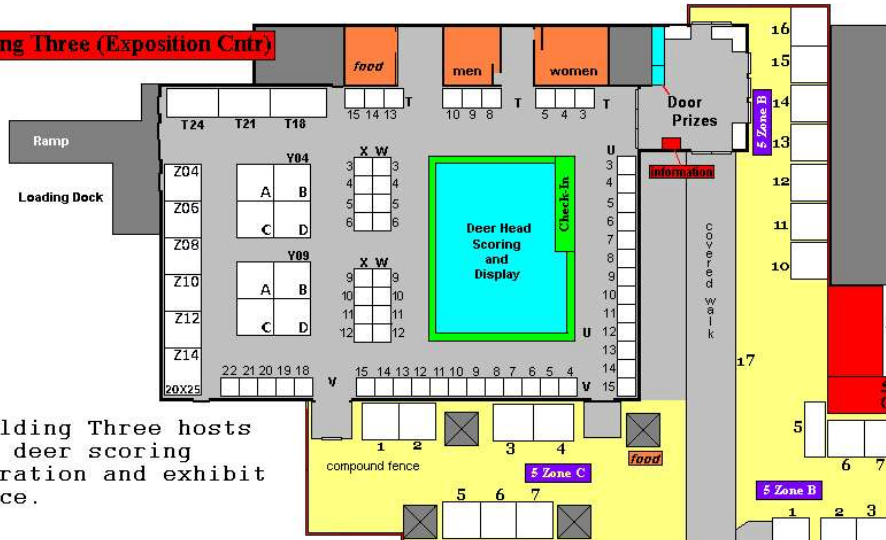 ng Three (Exposition Cntr)
food
men
women
Door
Prizes
information
T24 T21 T18
15 14 13 T
10 9 8 T
5 4 3 T
Ramp
Loading Dock
Z04
Z06
Z08
Z10
Z12
Z14
20X25
Y04
A B
C D
Y09
A B
C D
X W
3 3
4 4
5 5
6 6
X W
9 9
10 10
11 11
12 12
Deer Head
Scoring
and
Display
Check-In
U
3
4
5
6
7
8
9
10
11
12
13
14
15
U
22 21 20 19 18 V
15 14 13 12 11 10 9 8 7 6 5 4 V
covered walk
5 Zone B
16
15
14
13
12
11
10
17
lding Three hosts
deer scoring
ration and exhibit
ce.
1 2
3 4
compound fence
5 Zone C
food
5 6 7
5
6 7
5 Zone B
1 2 3